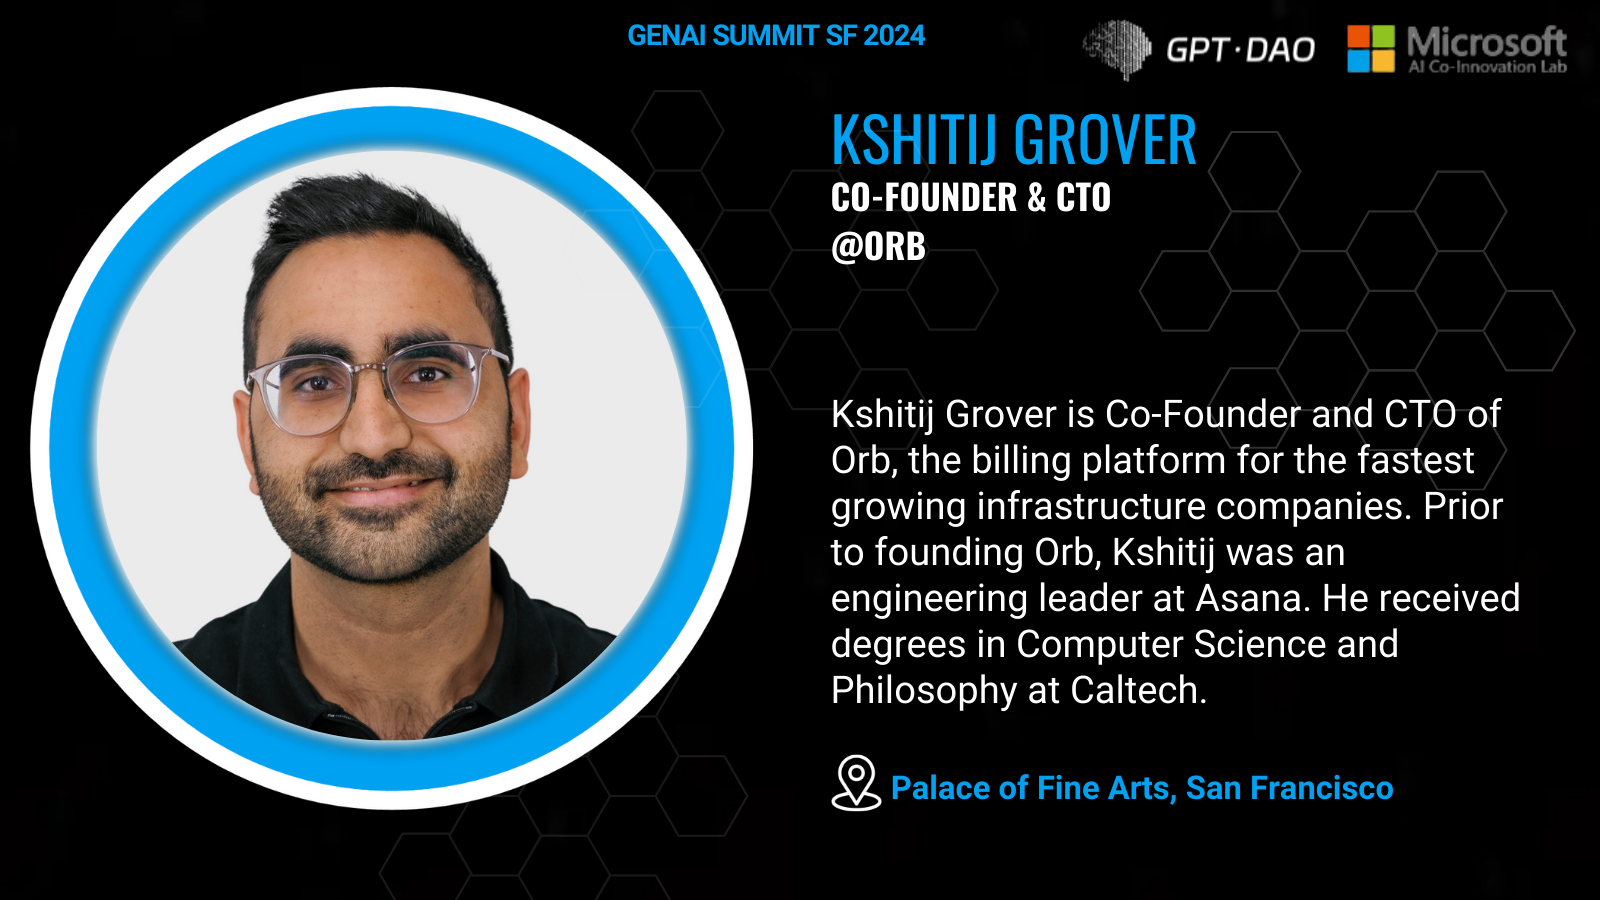 GENAI SUMMIT SF 2024
GPT·DAO
Microsoft
AI Co-Innovation Lab
KSHITIJ GROVER
CO-FOUNDER & CTO
@ORB
Kshitij Grover is Co-Founder and CTO of
Orb, the billing platform for the fastest
growing infrastructure companies. Prior
to founding Orb, Kshitij was an
engineering leader at Asana. He received
degrees in Computer Science and
Philosophy at Caltech.
Palace of Fine Arts, San Francisco